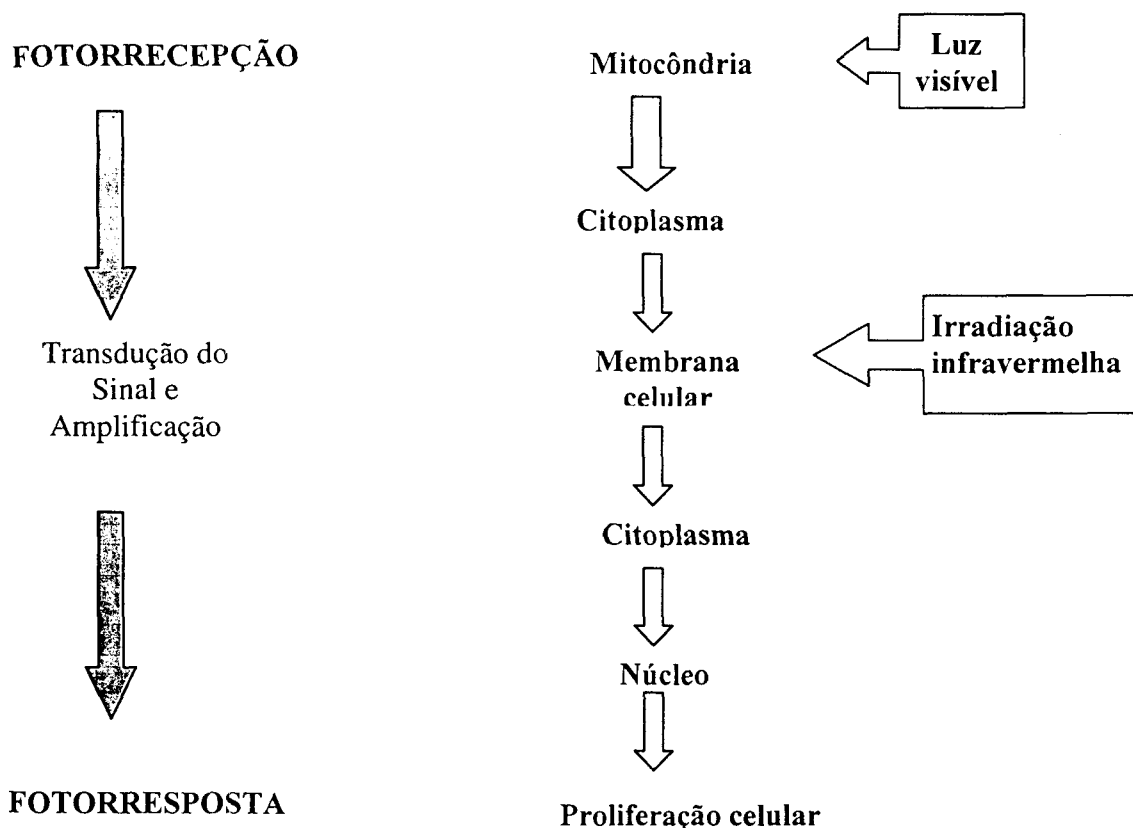 FOTORRECEPÇÃO
Transdução do
Sinal e
Amplificação
FOTORRESPOSTA
Mitocôndria
Citoplasma
Membrana
celular
Citoplasma
Núcleo
Proliferação celular
Luz
visível
Irradiação
infravermelha